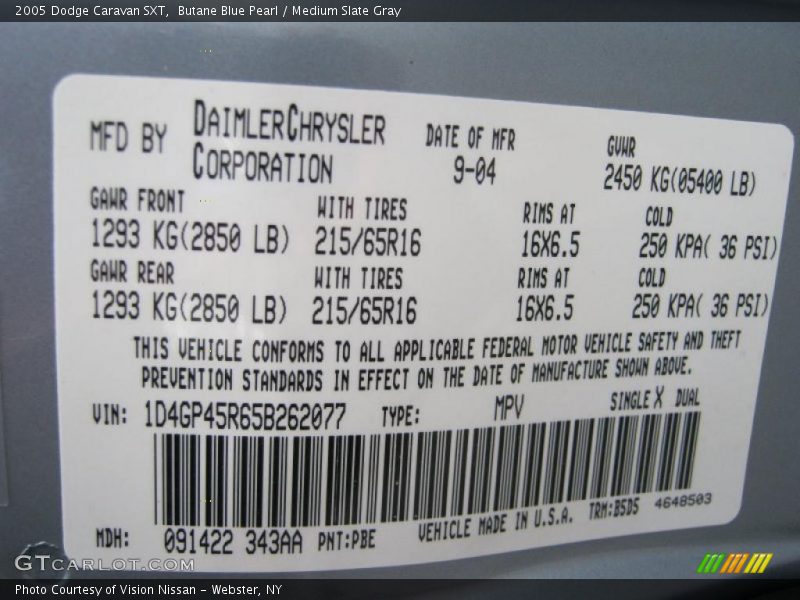 2005 Dodge Caravan SXT,  Butane Blue Pearl / Medium Slate Gray
MFD BY DAIMLERCHRYSLER CORPORATION DATE OF MFR 9-04 GVWR 2450 KG(05400 LB)
GAWR FRONT WITH TIRES RIMS AT COLD
1293 KG(2850 LB) 215/65R16 16X6.5 250 KPA( 36 PSI)
GAWR REAR WITH TIRES RIMS AT COLD
1293 KG(2850 LB) 215/65R16 16X6.5 250 KPA( 36 PSI)
THIS VEHICLE CONFORMS TO ALL APPLICABLE FEDERAL MOTOR VEHICLE SAFETY AND THEFT
PREVENTION STANDARDS IN EFFECT ON THE DATE OF MANUFACTURE SHOWN ABOVE.
VIN: 1D4GP45R65B262077 TYPE: MPV SINGLE X DUAL
MDH: 091422 343AA PNT:PBE VEHICLE MADE IN U.S.A. TRM:BSDS 4648503
GTCARLOT.COM
Photo Courtesy of Vision Nissan - Webster, NY